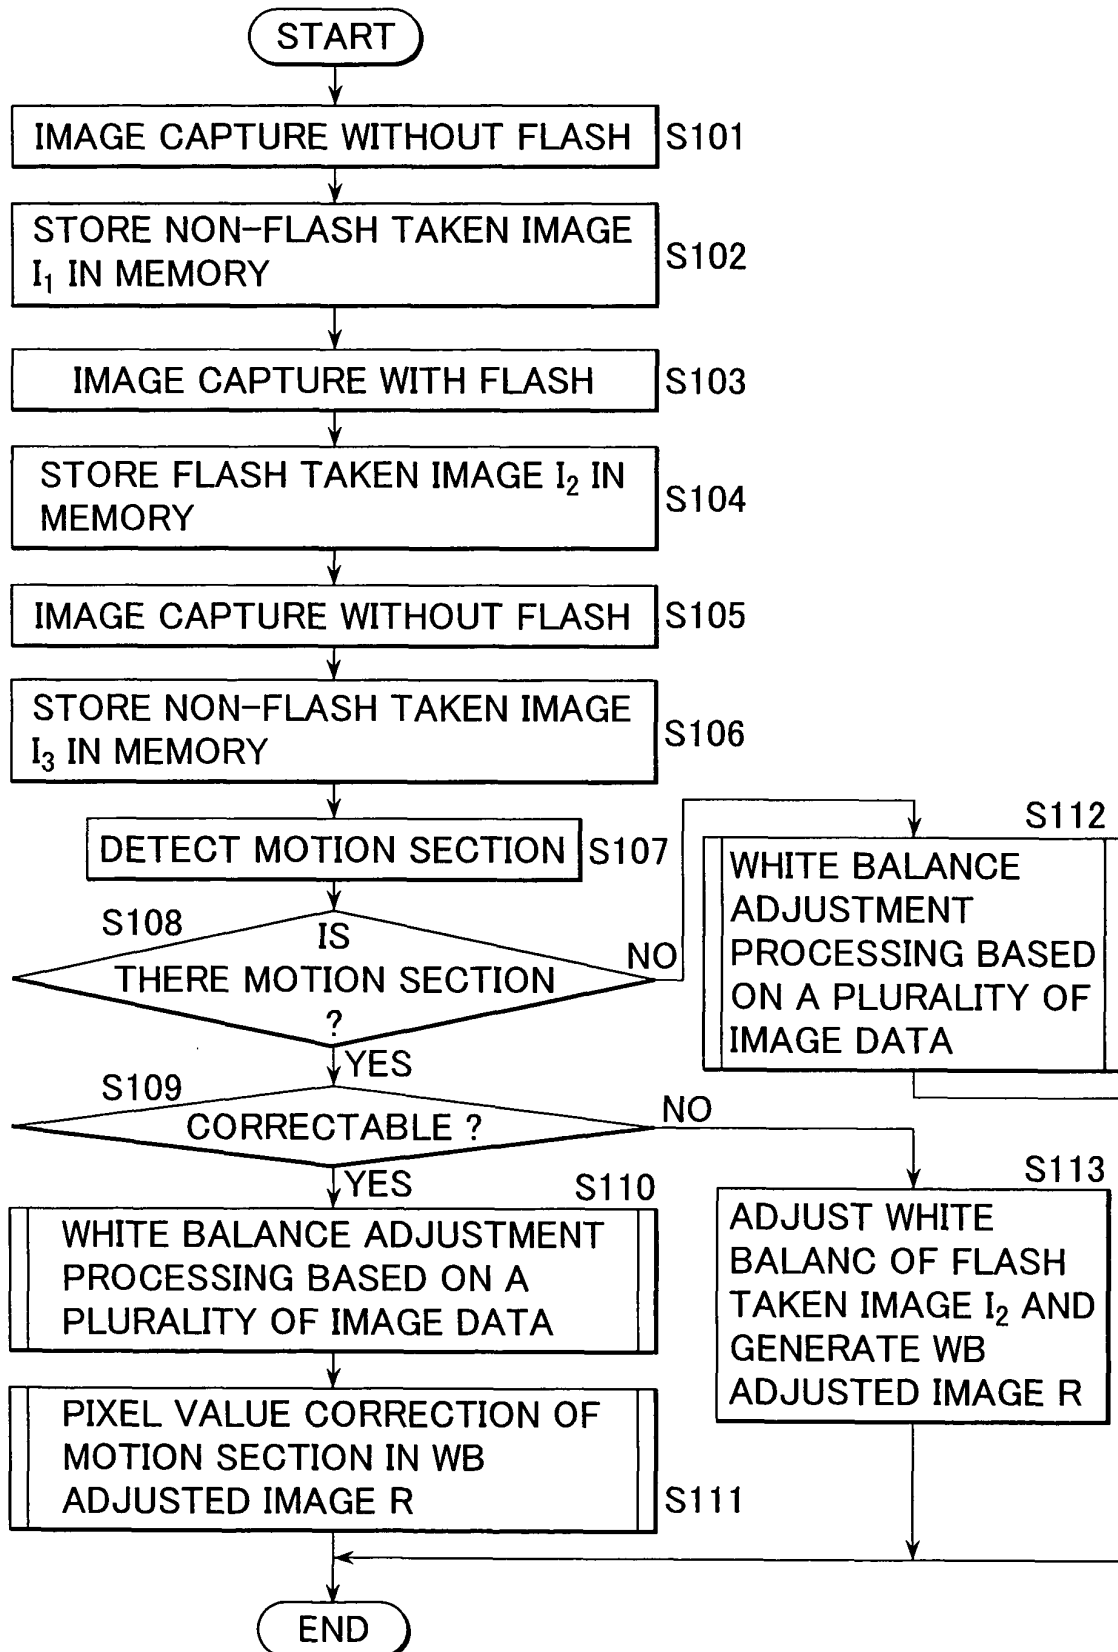 START
IMAGE CAPTURE WITHOUT FLASH
S101
STORE NON-FLASH TAKEN IMAGE
I₁ IN MEMORY
S102
IMAGE CAPTURE WITH FLASH
S103
STORE FLASH TAKEN IMAGE I₂ IN
MEMORY
S104
IMAGE CAPTURE WITHOUT FLASH
S105
STORE NON-FLASH TAKEN IMAGE
I₃ IN MEMORY
S106
DETECT MOTION SECTION
S107
S108
IS
THERE MOTION SECTION
?
NO
YES
S112
WHITE BALANCE
ADJUSTMENT
PROCESSING BASED
ON A PLURALITY OF
IMAGE DATA
S109
CORRECTABLE ?
NO
YES
S110
WHITE BALANCE ADJUSTMENT
PROCESSING BASED ON A
PLURALITY OF IMAGE DATA
S113
ADJUST WHITE
BALANC OF FLASH
TAKEN IMAGE I₂ AND
GENERATE WB
ADJUSTED IMAGE R
PIXEL VALUE CORRECTION OF
MOTION SECTION IN WB
ADJUSTED IMAGE R
S111
END